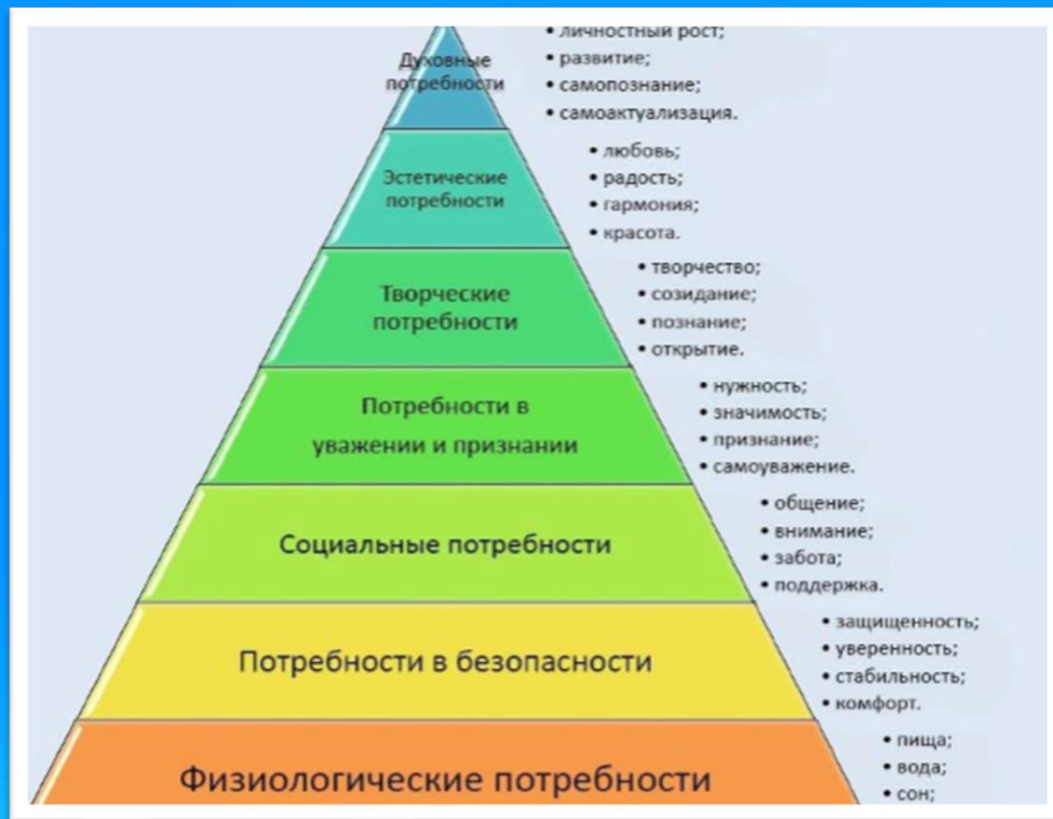 • личностный рост;
Духовные
потребности
• развитие;
• самопознание;
• самоактуализация.
Эстетические
потребности
• любовь;
• радость;
• гармония;
• красота.
Творческие
потребности
• творчество;
• созидание;
• познание;
• открытие.
Потребности в
уважении и признании
• нужность;
• значимость;
• признание;
• самоуважение.
Социальные потребности
• общение;
• внимание;
• забота;
• поддержка.
Потребности в безопасности
• защищенность;
• уверенность;
• стабильность;
• комфорт.
Физиологические потребности
• пища;
• вода;
• сон;